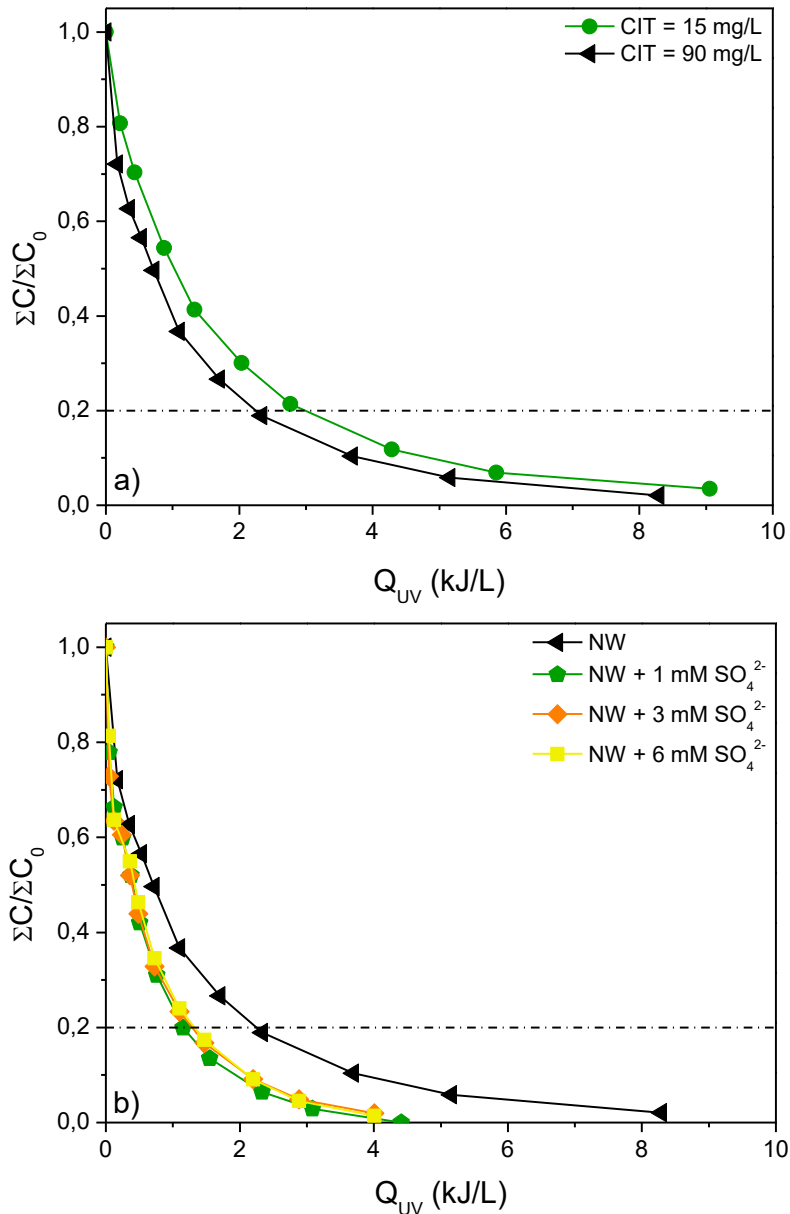 CIT = 15 mg/L
CIT = 90 mg/L
1,0
0,8
0,6
0,4
0,2
0,0
ΣC/ΣC₀
a)
0 2 4 6 8 10
Q_UV (kJ/L)
NW
NW + 1 mM SO₄²⁻
NW + 3 mM SO₄²⁻
NW + 6 mM SO₄²⁻
1,0
0,8
0,6
0,4
0,2
0,0
ΣC/ΣC₀
b)
0 2 4 6 8 10
Q_UV (kJ/L)